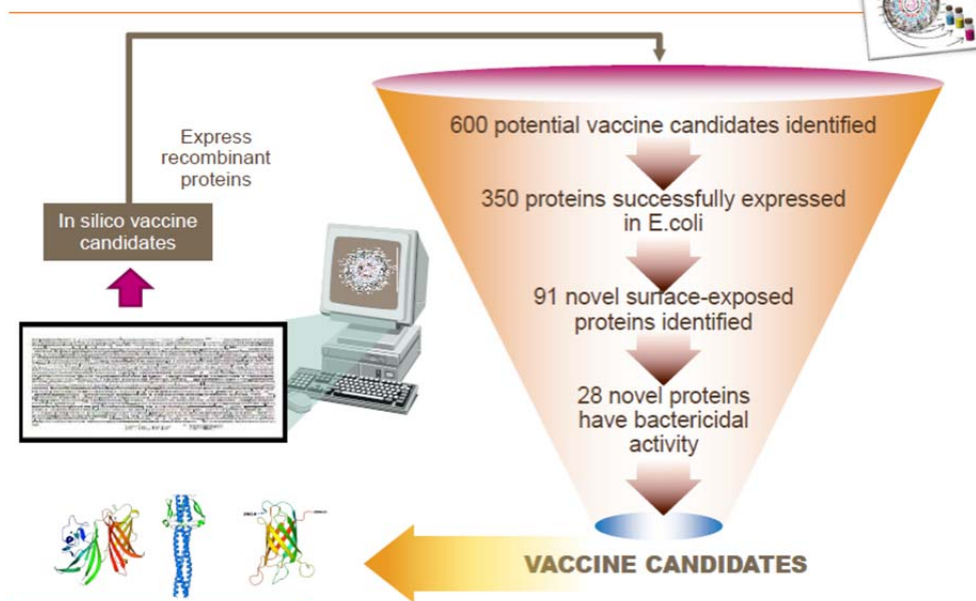 Express
recombinant
proteins
In silico vaccine
candidates
600 potential vaccine candidates identified
350 proteins successfully expressed
in E.coli
91 novel surface-exposed
proteins identified
28 novel proteins
have bactericidal
activity
VACCINE CANDIDATES